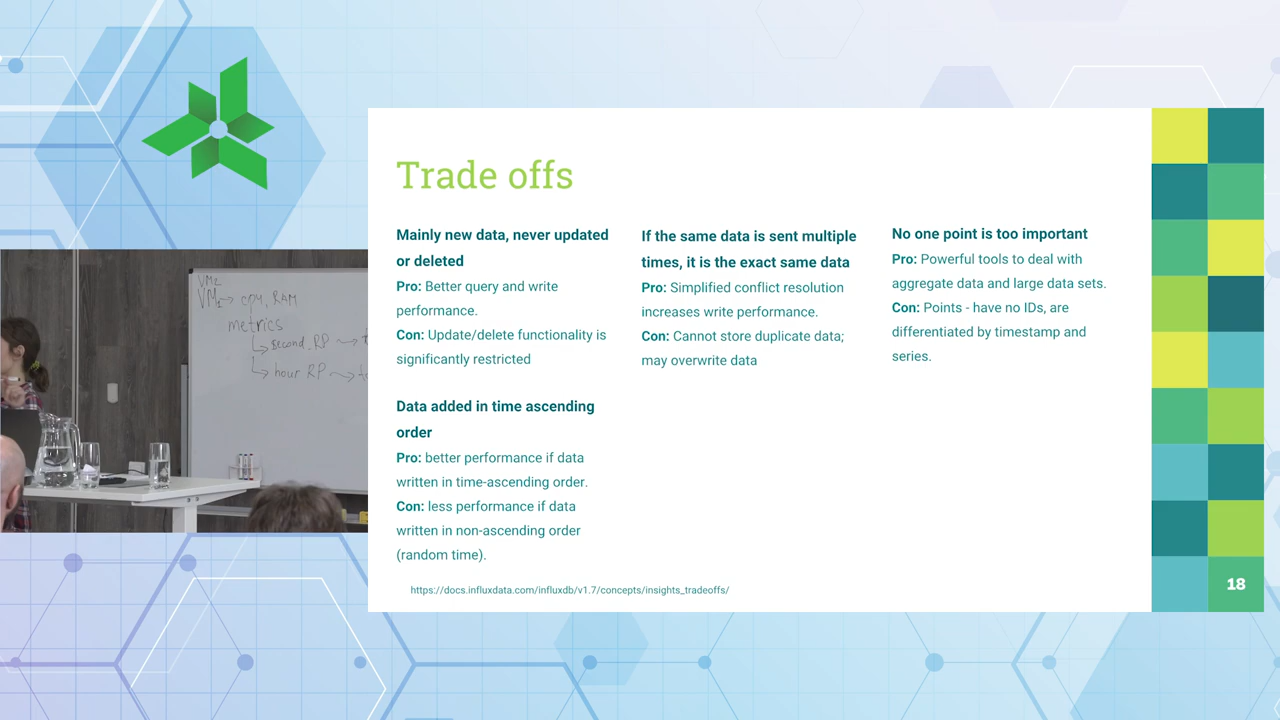 Trade offs
Mainly new data, never updated
or deleted
Pro: Better query and write
performance.
Con: Update/delete functionality is
significantly restricted
If the same data is sent multiple
times, it is the exact same data
Pro: Simplified conflict resolution
increases write performance.
Con: Cannot store duplicate data;
may overwrite data
No one point is too important
Pro: Powerful tools to deal with
aggregate data and large data sets.
Con: Points - have no IDs, are
differentiated by timestamp and
series.
Data added in time ascending
order
Pro: better performance if data
written in time-ascending order.
Con: less performance if data
written in non-ascending order
(random time).
https://docs.influxdata.com/influxdb/v1.7/concepts/insights_tradeoffs/
18
VM2
VM1 → CPU, RAM
metrics
second RP →
hour RP →